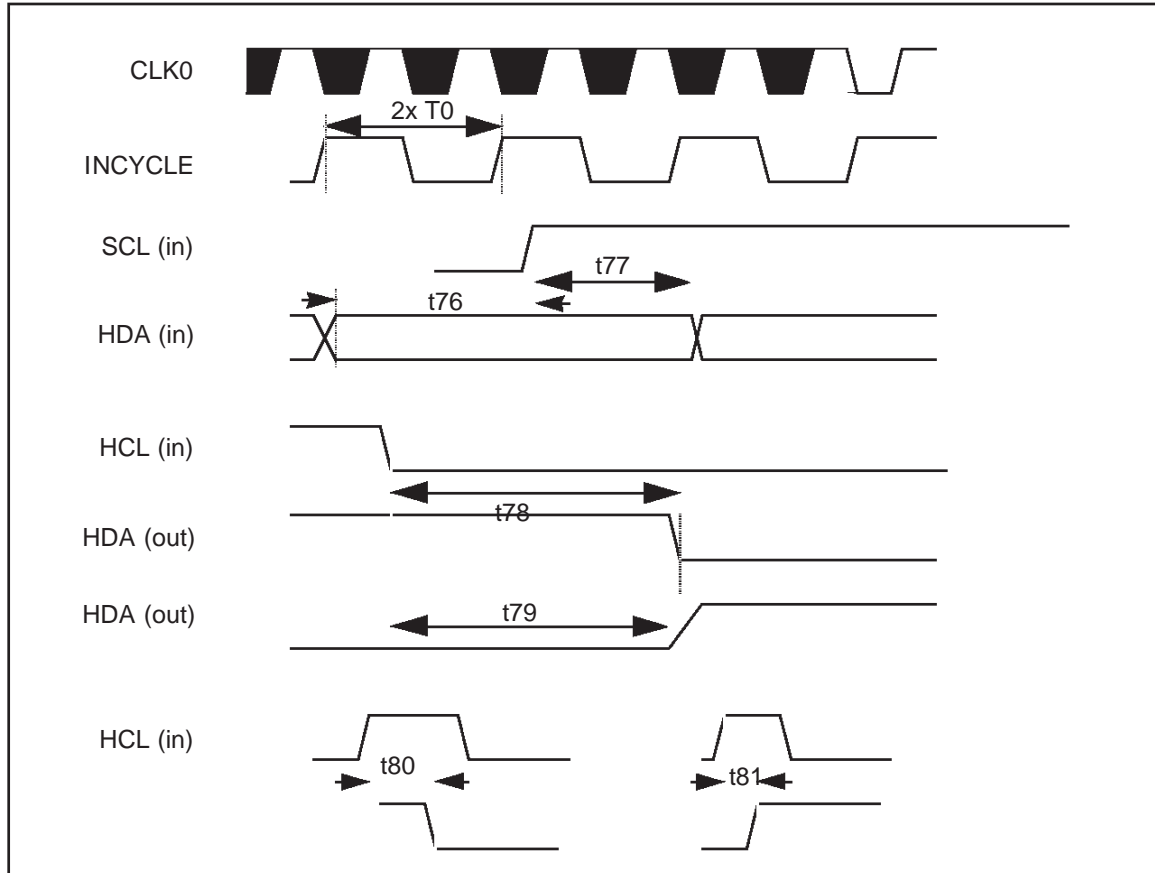 CLK0
2x T0
INCYCLE
SCL (in)
t77
t76
HDA (in)
HCL (in)
t78
HDA (out)
HDA (out)
t79
HCL (in)
t80
t81